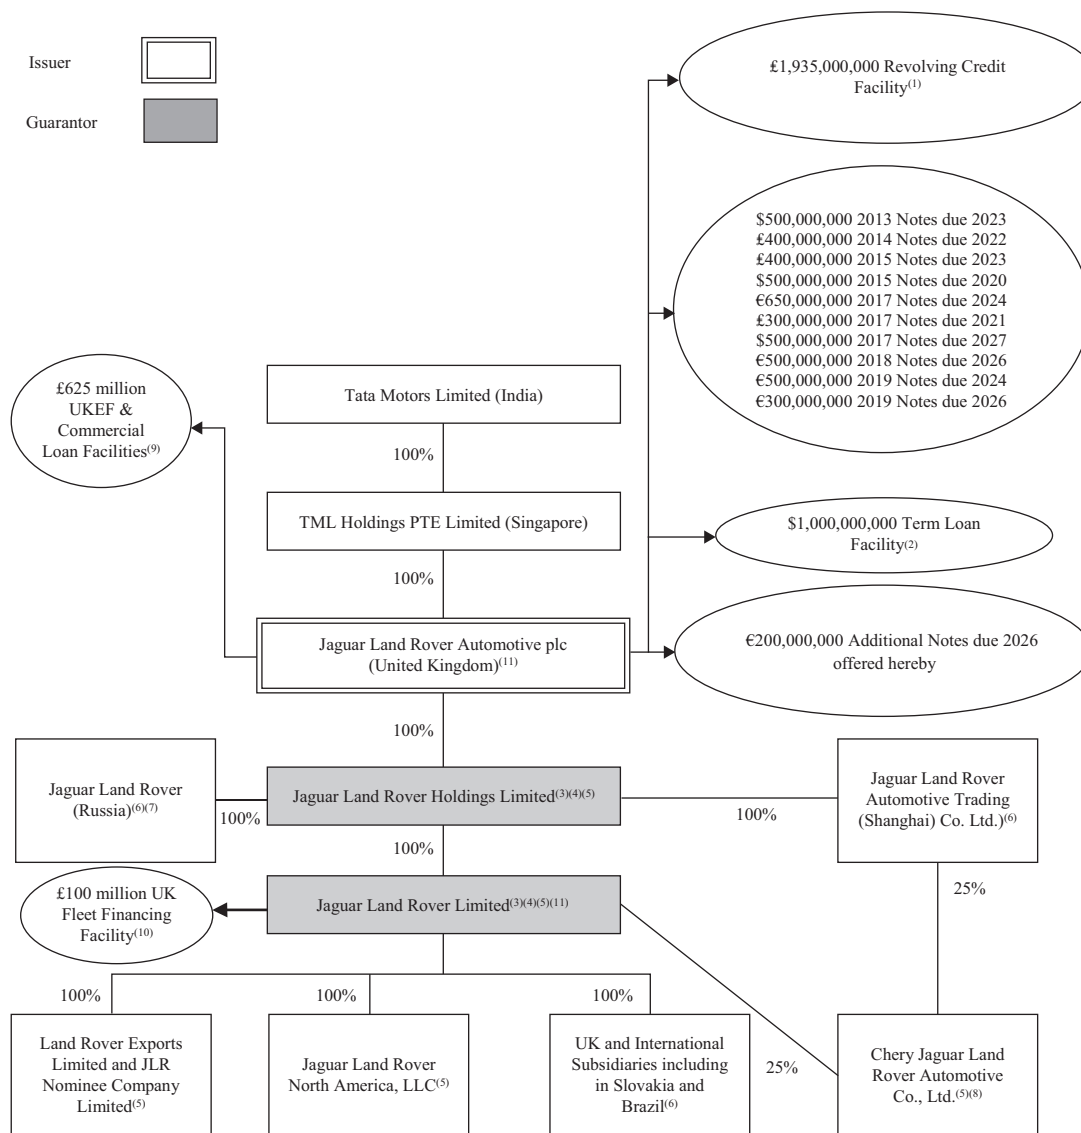 Issuer
Guarantor
£1,935,000,000 Revolving Credit
Facility(1)
$500,000,000 2013 Notes due 2023
£400,000,000 2014 Notes due 2022
£400,000,000 2015 Notes due 2023
$500,000,000 2015 Notes due 2020
€650,000,000 2017 Notes due 2024
£300,000,000 2017 Notes due 2021
$500,000,000 2017 Notes due 2027
€500,000,000 2018 Notes due 2026
€500,000,000 2019 Notes due 2024
€300,000,000 2019 Notes due 2026
£625 million
UKEF &
Commercial
Loan Facilities(9)
Tata Motors Limited (India)
100%
TML Holdings PTE Limited (Singapore)
$1,000,000,000 Term Loan
Facility(2)
100%
Jaguar Land Rover Automotive plc
(United Kingdom)(11)
€200,000,000 Additional Notes due 2026
offered hereby
100%
Jaguar Land Rover
(Russia)(6)(7)
100%
Jaguar Land Rover Holdings Limited(3)(4)(5)
100%
Jaguar Land Rover
Automotive Trading
(Shanghai) Co. Ltd.)(6)
100%
25%
£100 million UK
Fleet Financing
Facility(10)
Jaguar Land Rover Limited(3)(4)(5)(11)
100%
100%
100%
25%
Land Rover Exports
Limited and JLR
Nominee Company
Limited(5)
Jaguar Land Rover
North America, LLC(5)
UK and International
Subsidiaries including
in Slovakia and
Brazil(6)
Chery Jaguar Land
Rover Automotive
Co., Ltd.(5)(8)